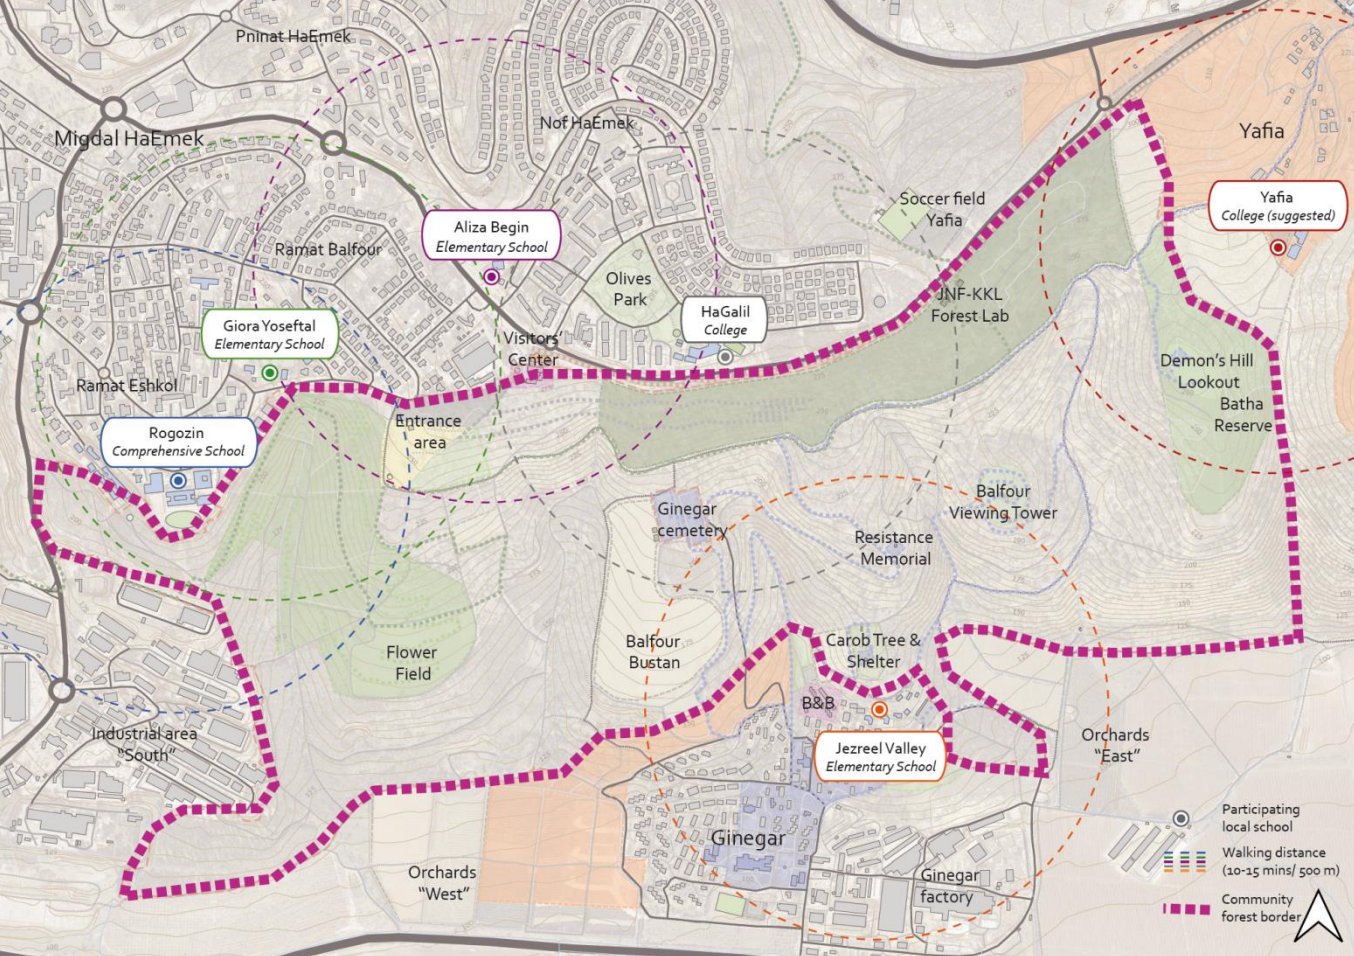 Pninat HaEmek
Nof HaEmek
Migdal HaEmek
Yafia
Yafia
College (suggested)
Soccer field
Yafia
Aliza Begin
Elementary School
Ramat Balfour
Olives
Park
JNF-KKL
Forest Lab
HaGalil
College
Giora Yoseftal
Elementary School
Visitors'
Center
Demon's Hill
Lookout
Batha
Reserve
Ramat Eshkol
Entrance
area
Rogozin
Comprehensive School
Balfour
Viewing Tower
Ginegar
cemetery
Resistance
Memorial
Flower
Field
Balfour
Bustan
Carob Tree &
Shelter
B&B
Industrial area
"South"
Jezreel Valley
Elementary School
Orchards
"East"
Ginegar
Orchards
"West"
Ginegar
factory
Participating
local school
Walking distance
(10-15 mins/ 500 m)
Community
forest border